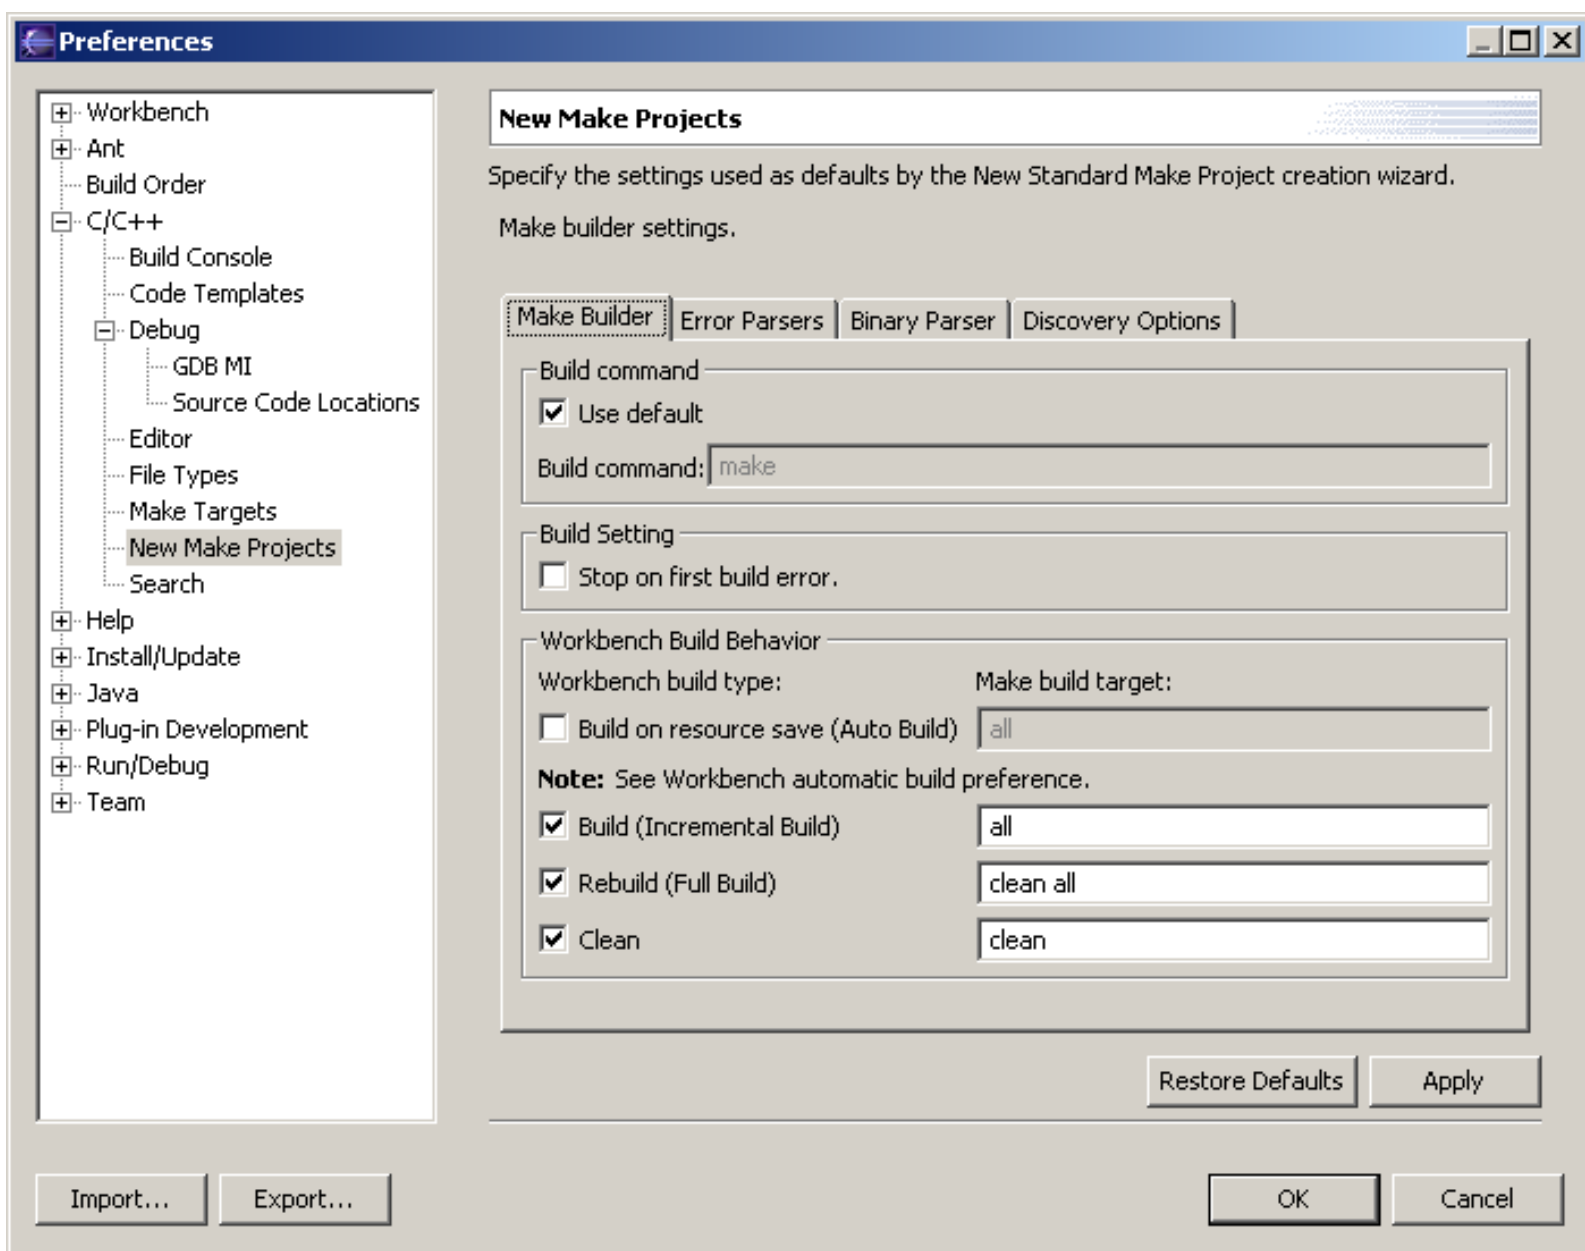 Preferences
Workbench
Ant
Build Order
C/C++
Build Console
Code Templates
Debug
GDB MI
Source Code Locations
Editor
File Types
Make Targets
New Make Projects
Search
Help
Install/Update
Java
Plug-in Development
Run/Debug
Team
New Make Projects
Specify the settings used as defaults by the New Standard Make Project creation wizard.
Make builder settings.
Make Builder Error Parsers Binary Parser Discovery Options
Build command
Use default
Build command: make
Build Setting
Stop on first build error.
Workbench Build Behavior
Workbench build type: Make build target:
Build on resource save (Auto Build) all
Note: See Workbench automatic build preference.
Build (Incremental Build) all
Rebuild (Full Build) clean all
Clean clean
Restore Defaults Apply
Import... Export... OK Cancel